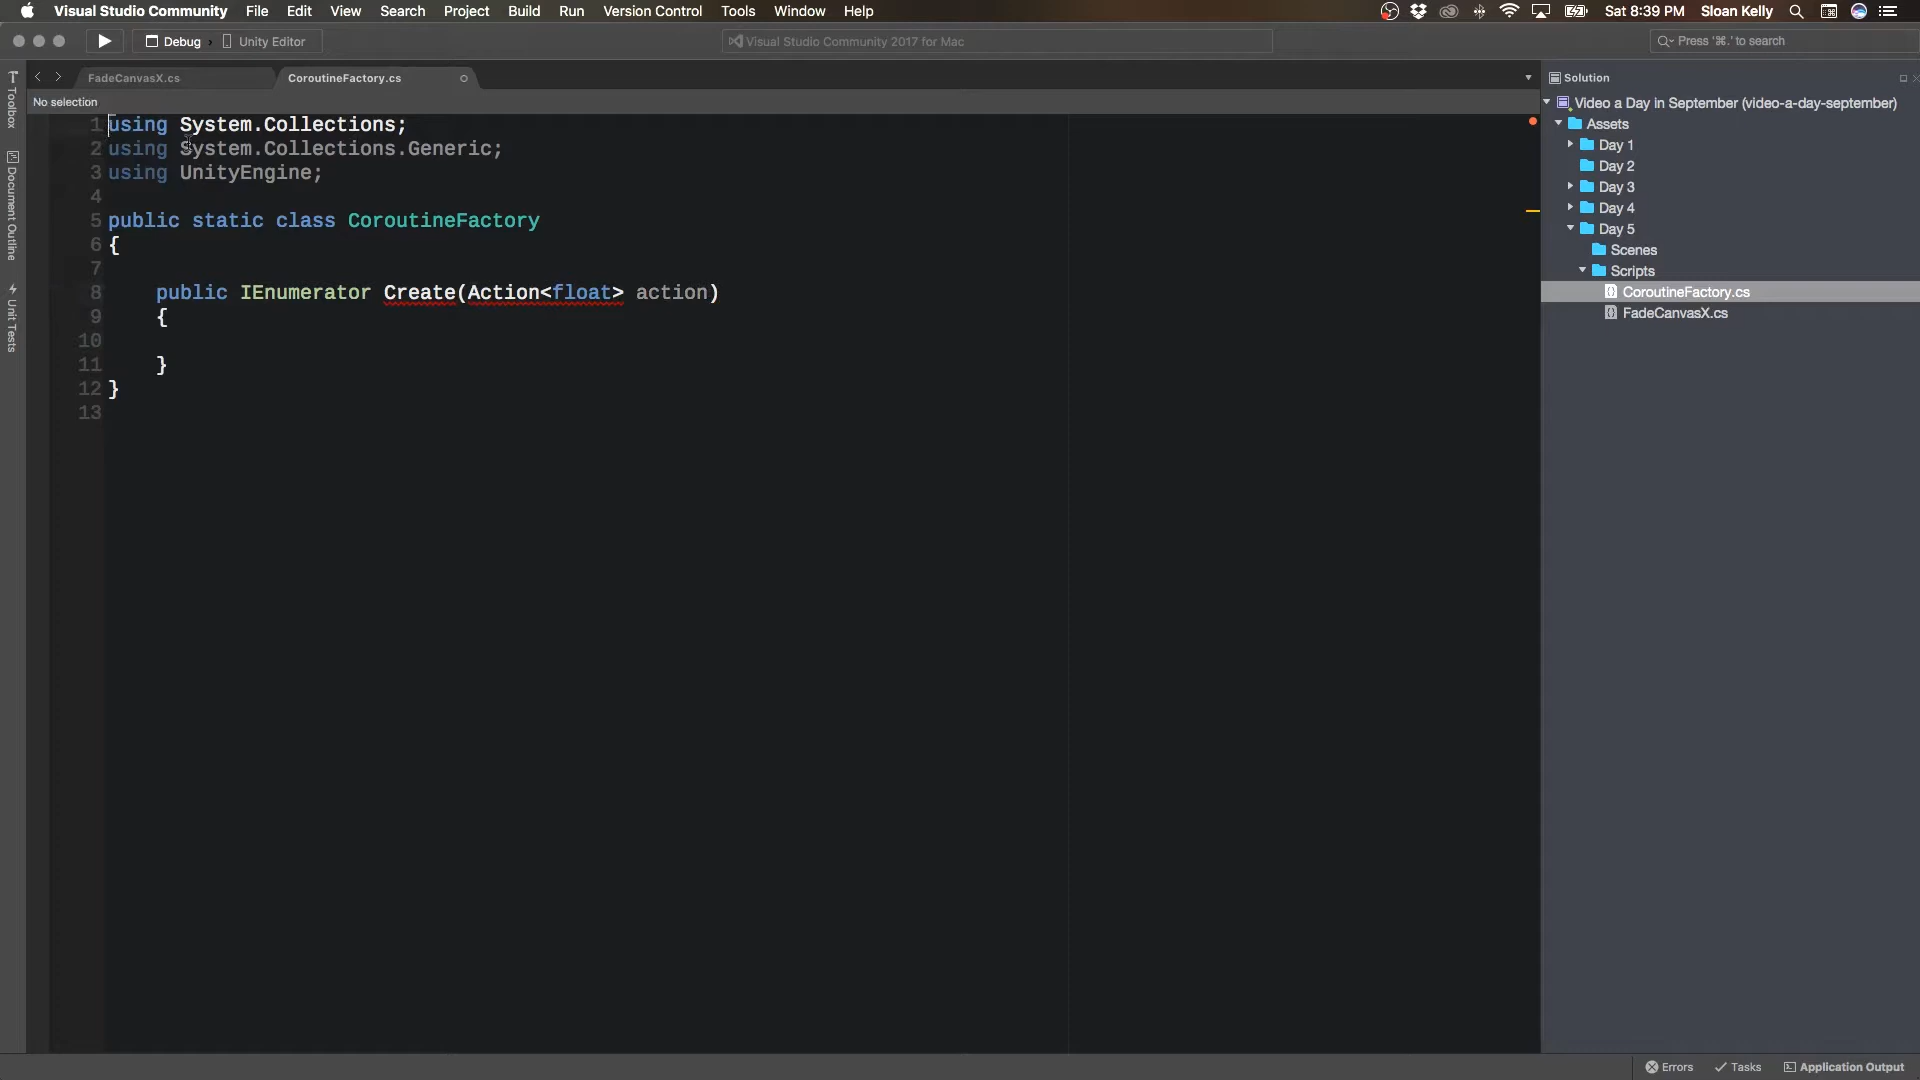 Visual Studio Community File Edit View Search Project Build Run Version Control Tools Window Help Sat 8:39 PM Sloan Kelly
Debug Unity Editor Visual Studio Community 2017 for Mac Press '⌘.' to search
Toolbox
Document Outline
Unit Tests
FadeCanvasX.cs CoroutineFactory.cs
No selection
1 using System.Collections;
2 using System.Collections.Generic;
3 using UnityEngine;
4
5 public static class CoroutineFactory
6 {
7
8 public IEnumerator Create(Action<float> action)
9 {
10
11 }
12 }
13
Solution
Video a Day in September (video-a-day-september)
Assets
Day 1
Day 2
Day 3
Day 4
Day 5
Scenes
Scripts
CoroutineFactory.cs
FadeCanvasX.cs
Errors Tasks Application Output